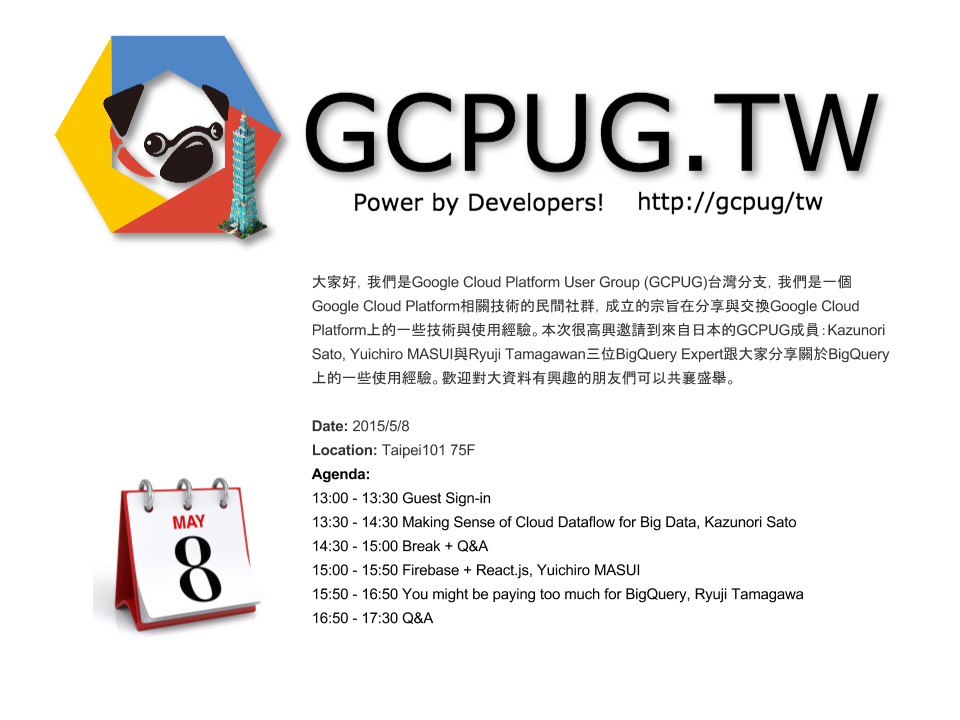 GCPUG.TW
Power by Developers! http://gcpug/tw
大家好，我們是Google Cloud Platform User Group (GCPUG)台灣分支，我們是一個
Google Cloud Platform相關技術的民間社群，成立的宗旨在分享與交換Google Cloud
Platform上的一些技術與使用經驗。本次很高興邀請到來自日本的GCPUG成員：Kazunori
Sato, Yuichiro MASUI與Ryuji Tamagawan三位BigQuery Expert跟大家分享關於BigQuery
上的一些使用經驗。歡迎對大資料有興趣的朋友們可以共襄盛舉。
Date: 2015/5/8
Location: Taipei101 75F
Agenda:
13:00 - 13:30 Guest Sign-in
13:30 - 14:30 Making Sense of Cloud Dataflow for Big Data, Kazunori Sato
14:30 - 15:00 Break + Q&A
15:00 - 15:50 Firebase + React.js, Yuichiro MASUI
15:50 - 16:50 You might be paying too much for BigQuery, Ryuji Tamagawa
16:50 - 17:30 Q&A
MAY
8